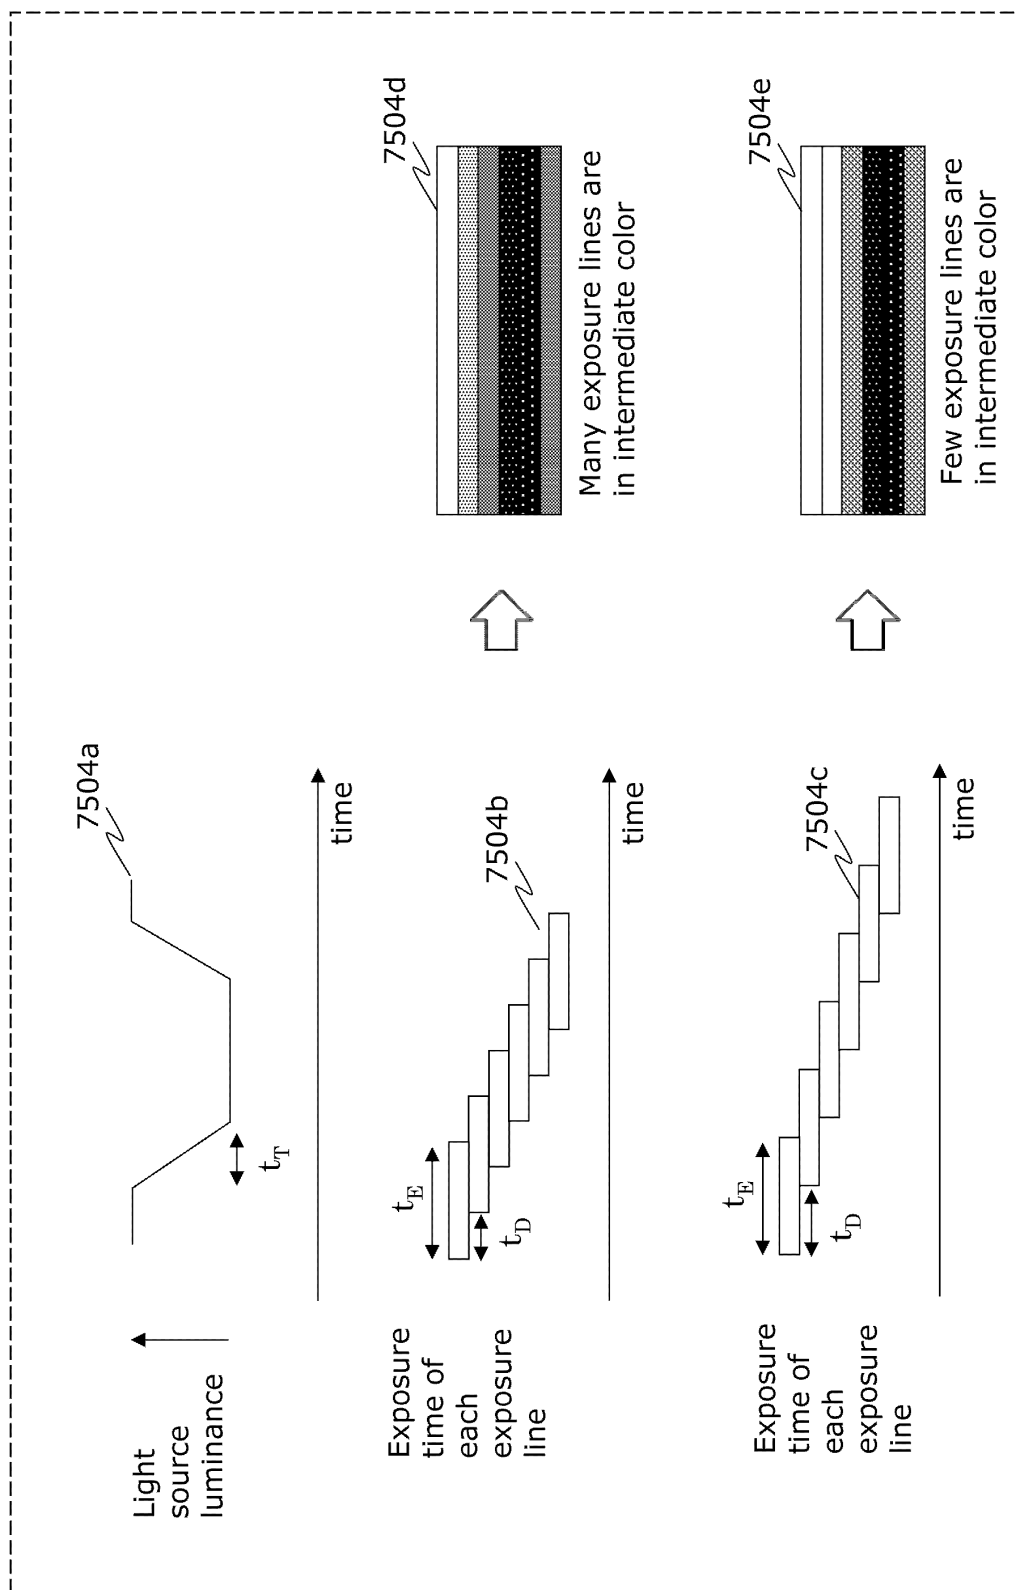 Light
source
luminance
7504a
t_T
time
Exposure
time of
each
exposure
line
t_E
t_D
7504b
time
7504d
Many exposure lines are
in intermediate color
Exposure
time of
each
exposure
line
t_E
t_D
7504c
time
7504e
Few exposure lines are
in intermediate color